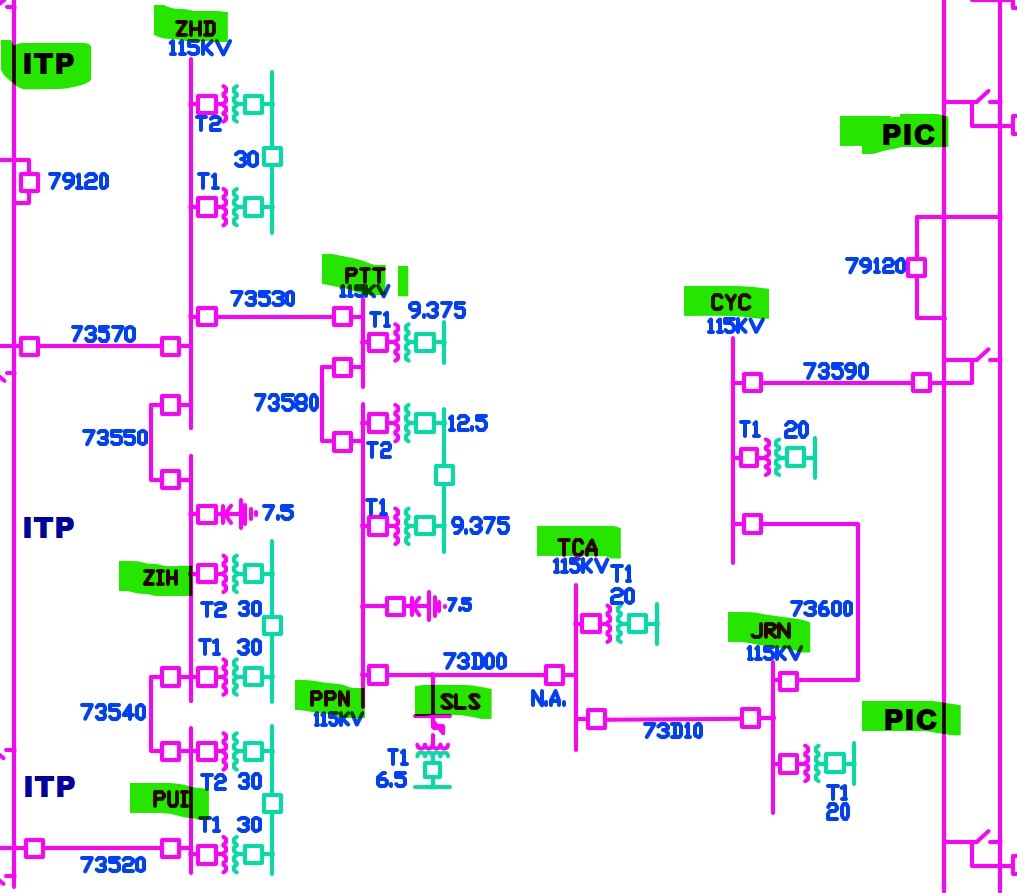 ZHD
115KV
ITP
T2
30
T1
79120
PIC
PTT
115KV
73530
T1
9.375
73570
79120
CYC
115KV
73590
73580
73550
12.5
T2
T1
20
7.5
T1
9.375
ITP
TCA
115KV
T1
20
ZIH
T2 30
7.5
73600
JRN
115KV
T1 30
73D00
PPN
115KV
SLS
N.A.
73540
73D10
PIC
T1
6.5
ITP
T2 30
PUI
T1 30
T1
20
73520